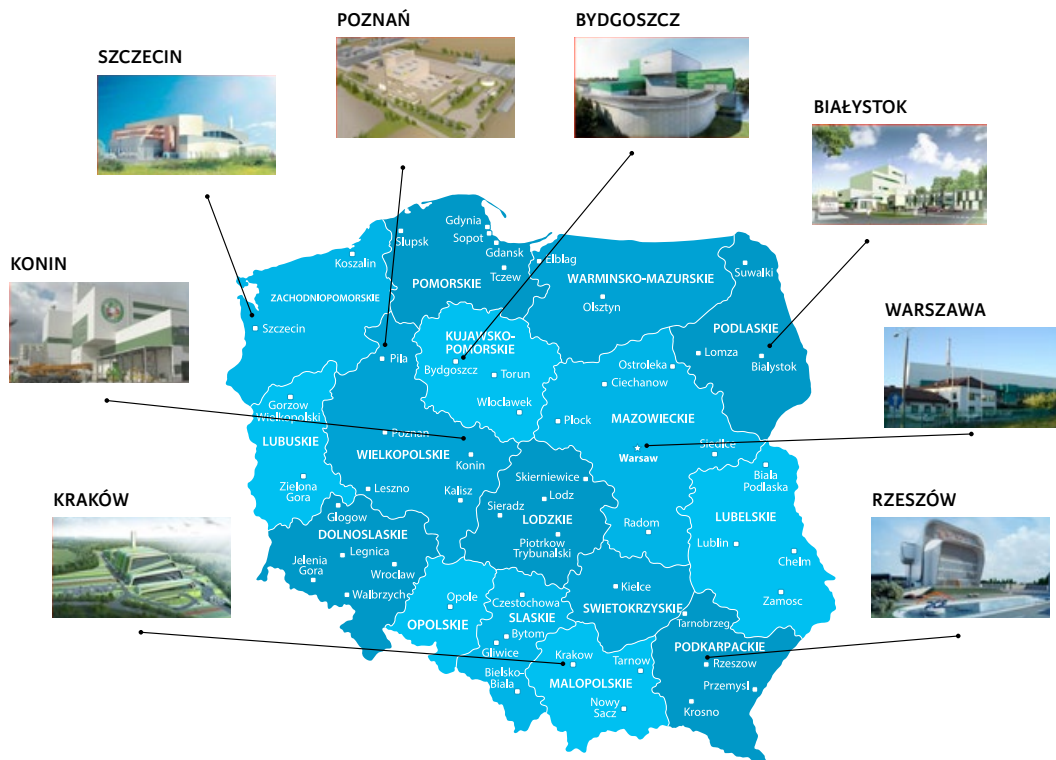 POZNAŃ
BYDGOSZCZ
SZCZECIN
BIAŁYSTOK
KONIN
WARSZAWA
KRAKÓW
RZESZÓW
Gdynia
Slupsk
Sopot
Gdansk
Koszalin
Elblag
Tczew
Suwalki
WARMINSKO-MAZURSKIE
POMORSKIE
ZACHODNIOPOMORSKIE
Olsztyn
Szczecin
PODLASKIE
KUJAWSKO-
POMORSKIE
Pila
Bydgoszcz
Torun
Ostroleka
Lomza
Bialystok
Ciechanow
Gorzow
Wielkopolski
Wloclawek
Plock
MAZOWIECKIE
LUBUSKIE
Poznan
WIELKOPOLSKIE
Konin
Warsaw
Siedlce
Biala
Podlaska
Zielona
Gora
Leszno
Kalisz
Skierniewice
Lodz
Sieradz
LODZKIE
Glogow
Radom
LUBELSKIE
DOLNOSLASKIE
Piotrkow
Trybunalski
Lublin
Legnica
Jelenia
Gora
Wroclaw
Chelm
Walbrzych
Kielce
Opole
Czestochowa
SWIETOKRZYSKIE
Zamosc
OPOLSKIE
SLASKIE
Tarnobrzeg
Bytom
Gliwice
PODKARPACKIE
Krakow
Tarnow
Rzeszow
Bielsko-
Biala
MALOPOLSKIE
Przemysl
Nowy
Sacz
Krosno